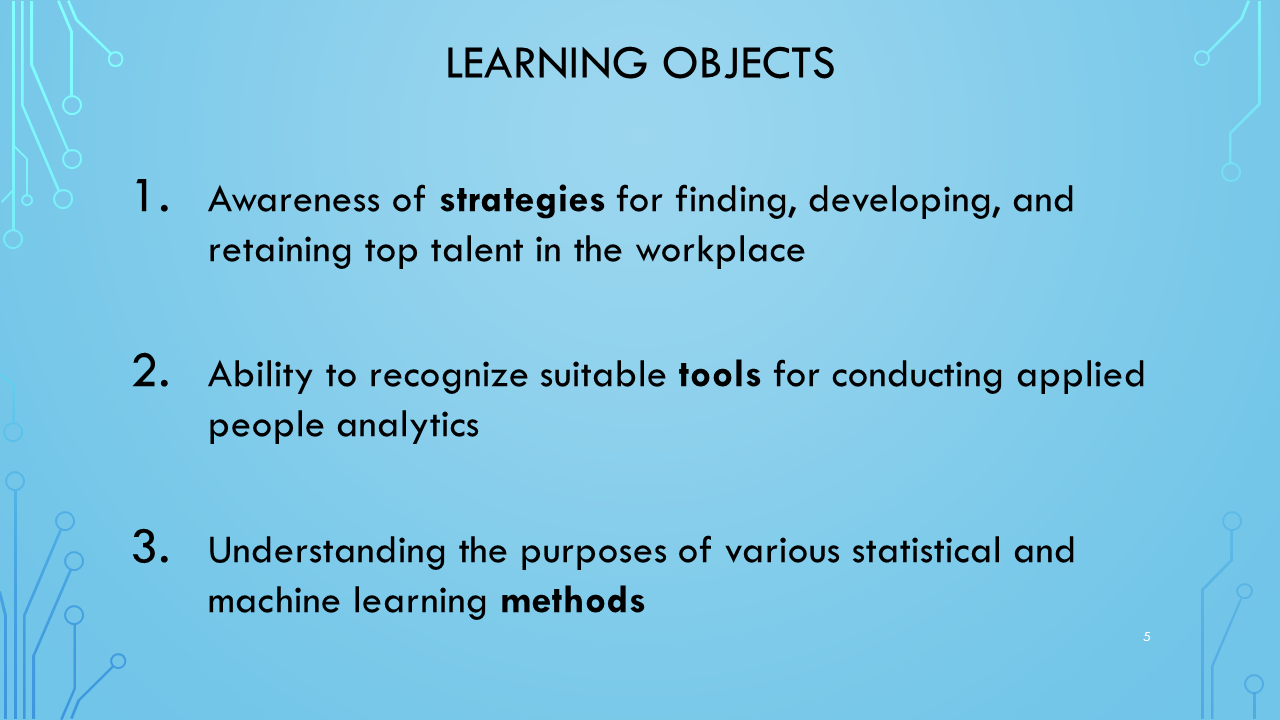 LEARNING OBJECTS
1. Awareness of strategies for finding, developing, and
retaining top talent in the workplace
2. Ability to recognize suitable tools for conducting applied
people analytics
3. Understanding the purposes of various statistical and
machine learning methods
5